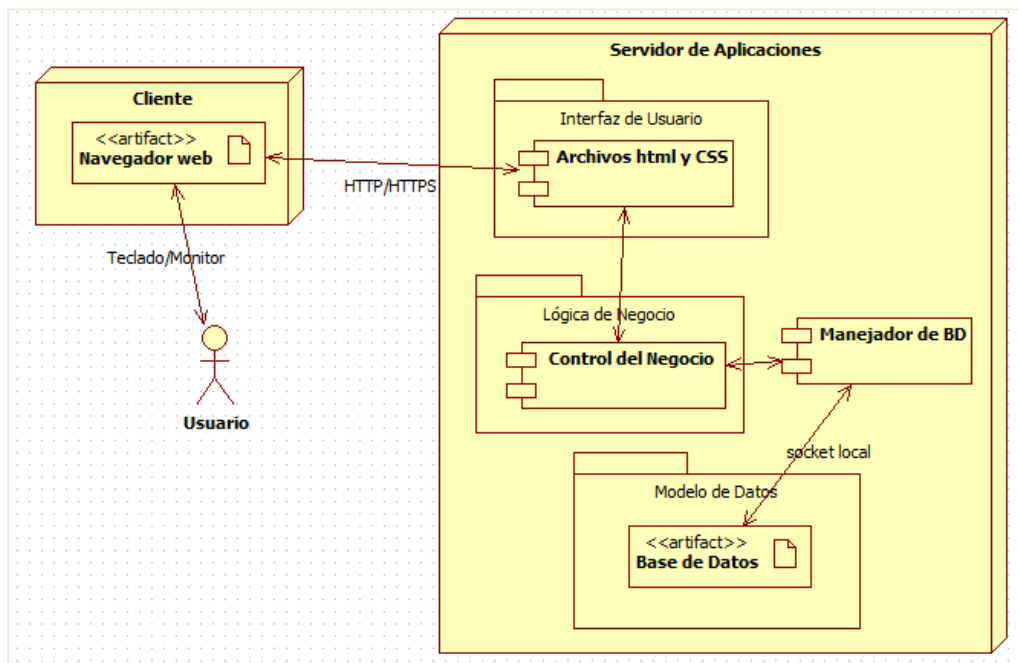 Servidor de Aplicaciones
Cliente
<<artifact>>
Navegador web
Interfaz de Usuario
Archivos html y CSS
HTTP/HTTPS
Teclado/Monitor
Usuario
Lógica de Negocio
Control del Negocio
Manejador de BD
socket local
Modelo de Datos
<<artifact>>
Base de Datos